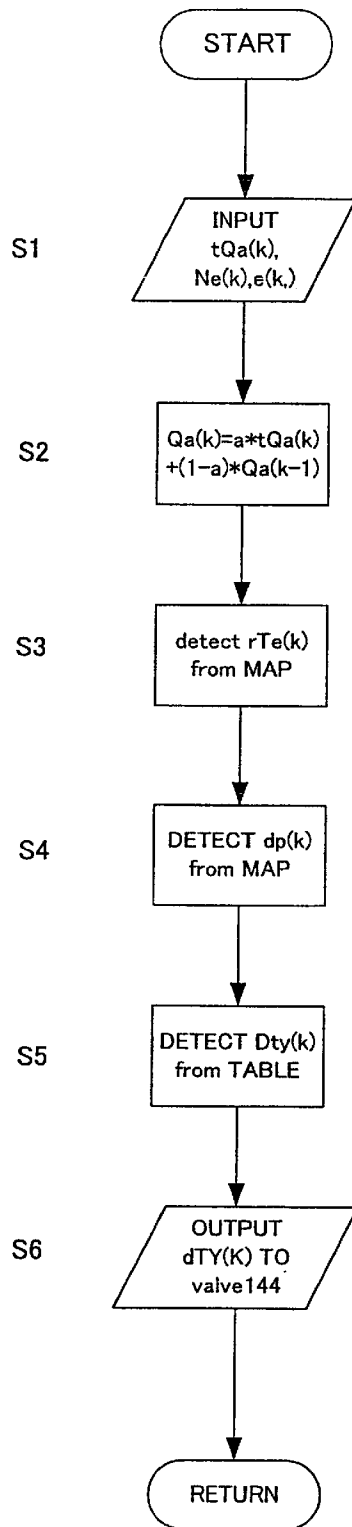 START
S1
INPUT
tQa(k),
Ne(k),e(k,)
S2
Qa(k)=a*tQa(k)
+(1-a)*Qa(k-1)
S3
detect rTe(k)
from MAP
S4
DETECT dp(k)
from MAP
S5
DETECT Dty(k)
from TABLE
S6
OUTPUT
dTY(K) TO
valve144
RETURN